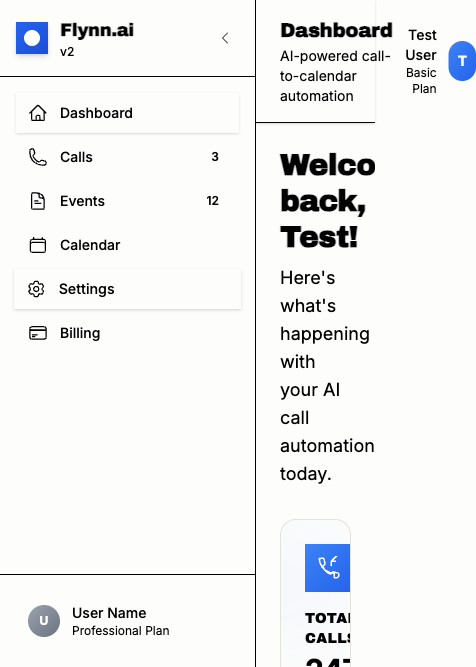 Flynn.ai
v2
Dashboard
Calls 3
Events 12
Calendar
Settings
Billing
U
User Name
Professional Plan
Dashboard
AI-powered call-
to-calendar
automation
Test
User
Basic
Plan
T
Welco
back,
Test!
Here's
what's
happening
with
your AI
call
automation
today.
TOTAL
CALLS
247